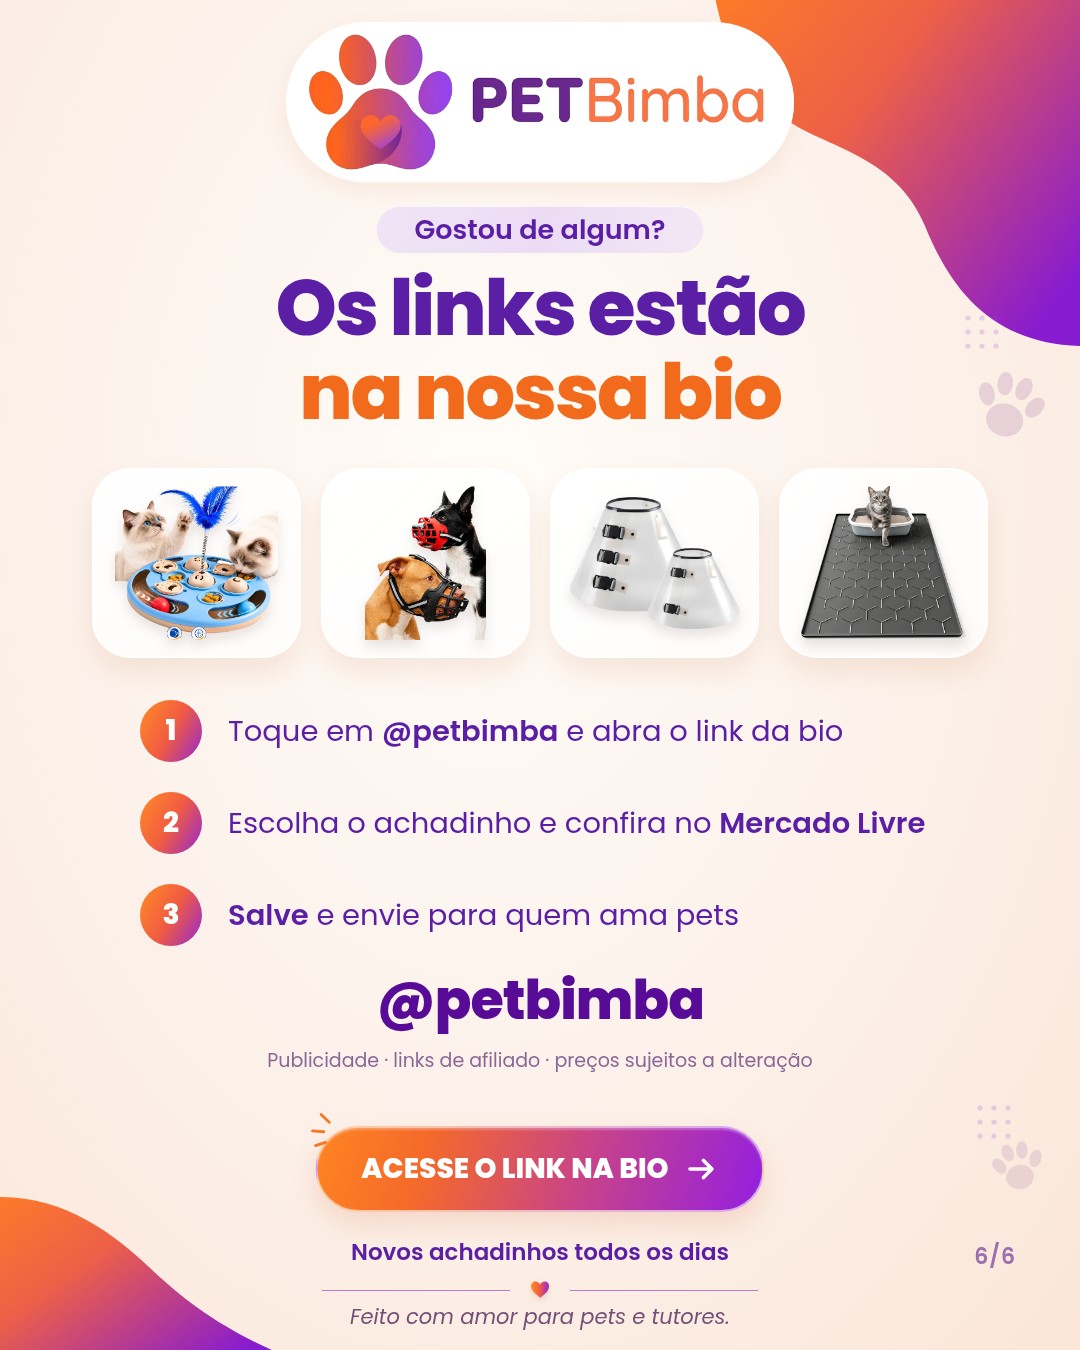 PETBimba
Gostou de algum?
Os links estão
na nossa bio
1 Toque em @petbimba e abra o link da bio
2 Escolha o achadinho e confira no Mercado Livre
3 Salve e envie para quem ama pets
@petbimba
Publicidade · links de afiliado · preços sujeitos a alteração
ACESSE O LINK NA BIO →
Novos achadinhos todos os dias
6/6
Feito com amor para pets e tutores.